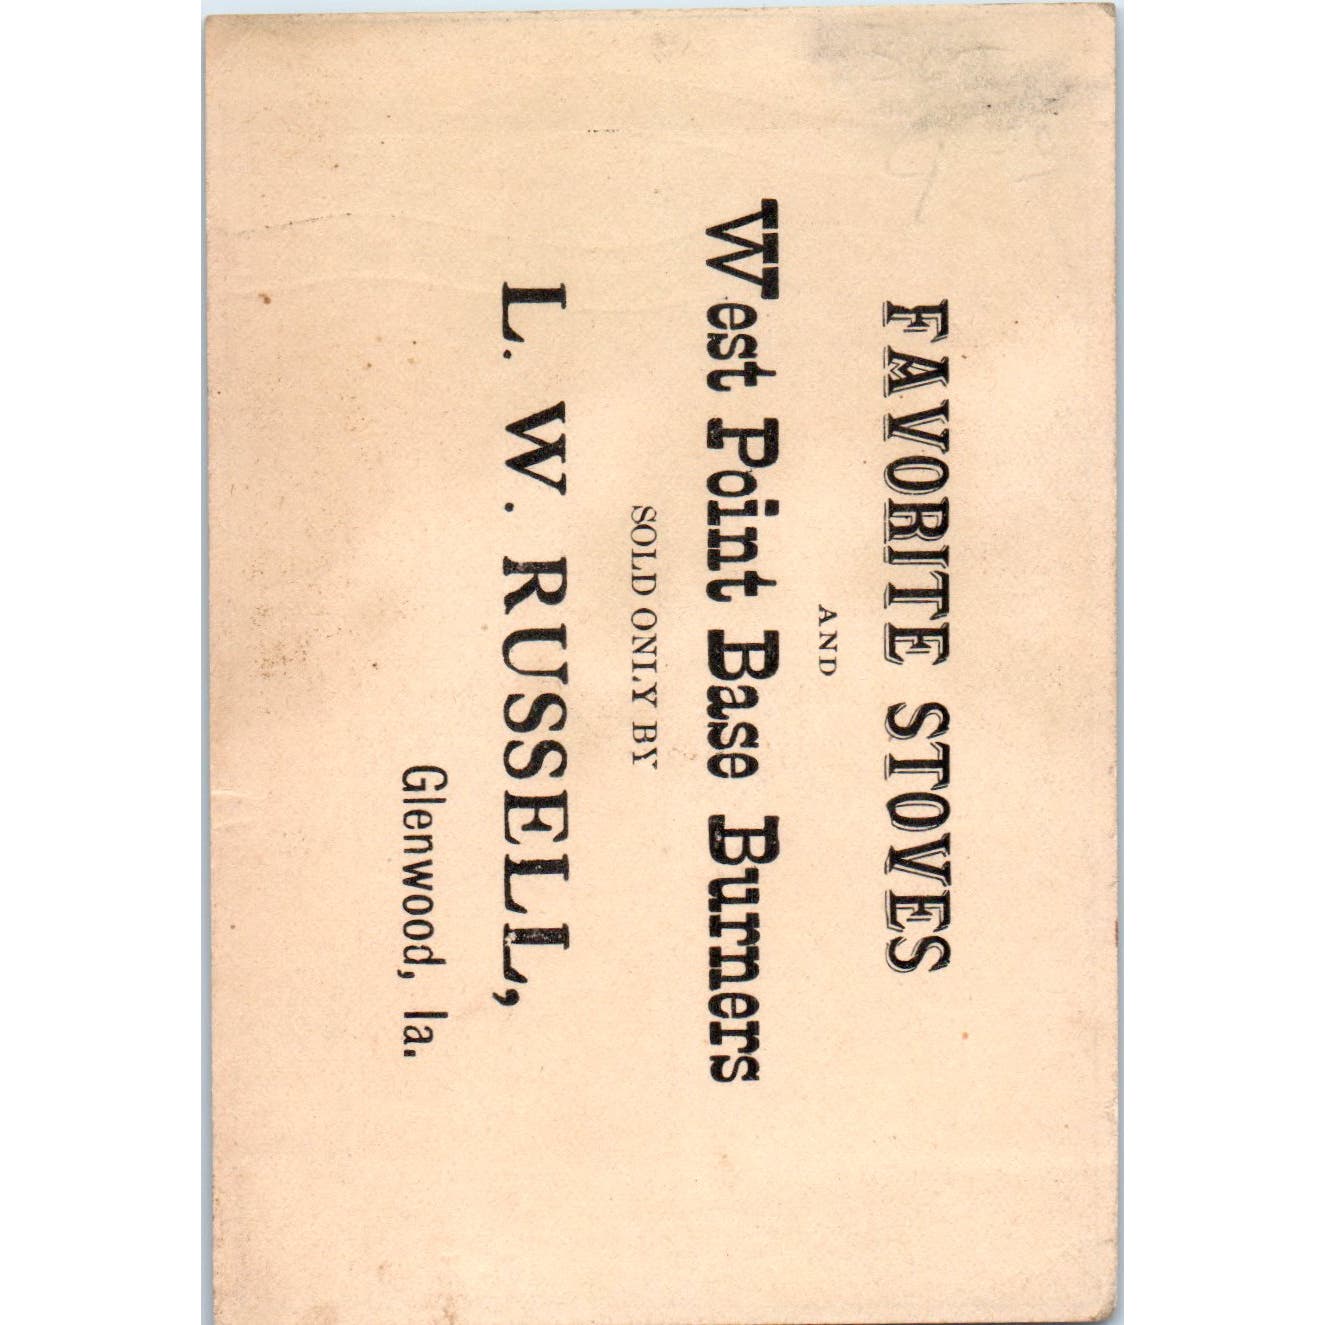 FAVORITE STOVES
AND
West Point Base Burners
SOLD ONLY BY
L. W. RUSSELL,
Glenwood, Ia.